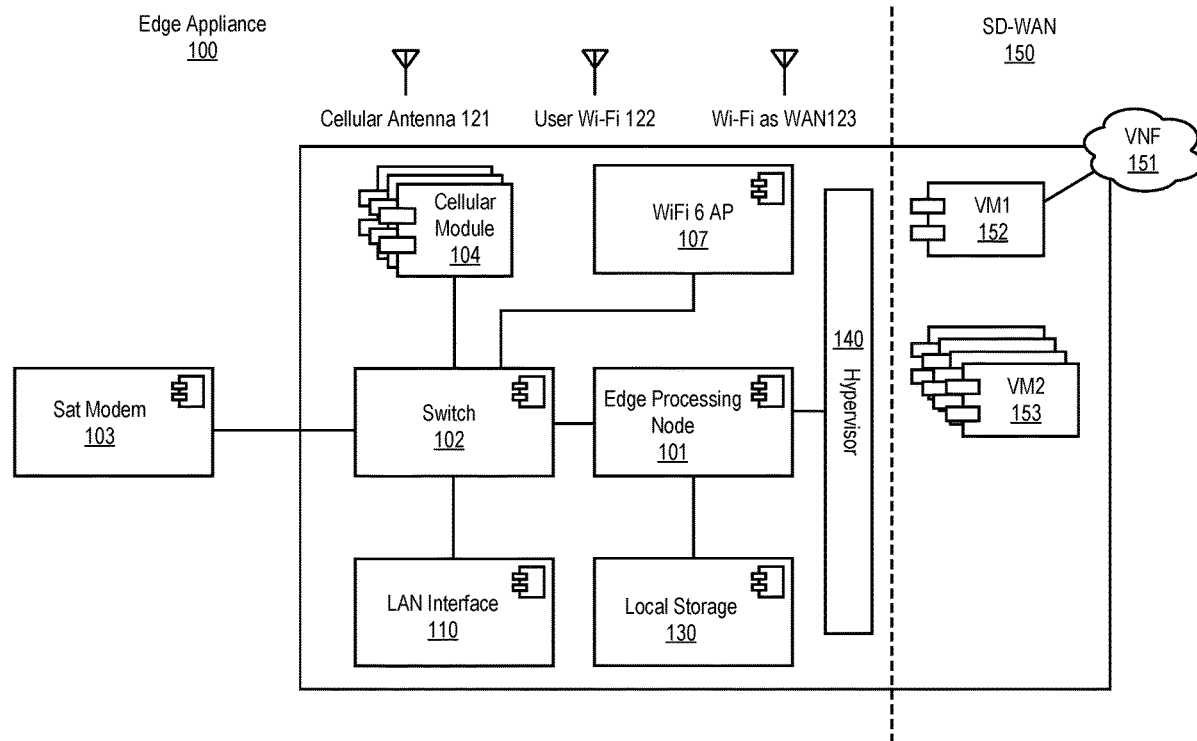 Edge Appliance
100
SD-WAN
150
Cellular Antenna 121
User Wi-Fi 122
Wi-Fi as WAN123
VNF
151
Cellular
Module
104
WiFi 6 AP
107
VM1
152
140
Hypervisor
Sat Modem
103
Switch
102
Edge Processing
Node
101
VM2
153
LAN Interface
110
Local Storage
130